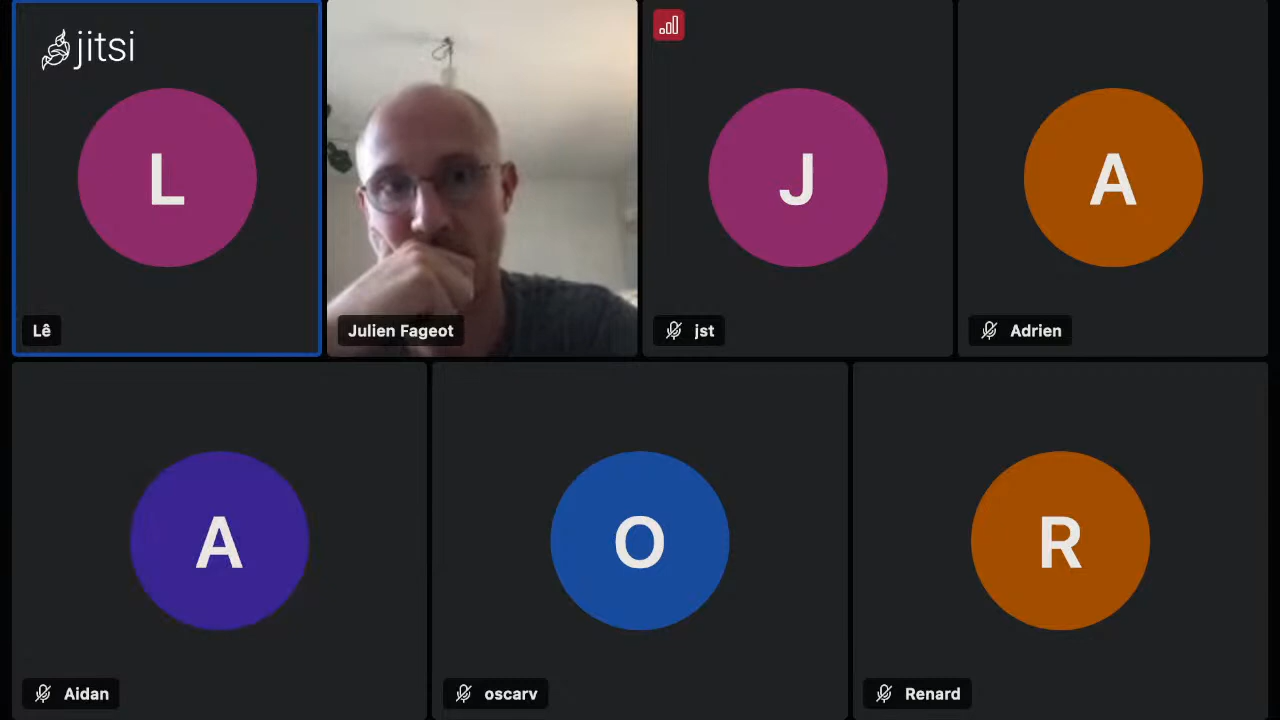 jitsi
L
Lê
Julien Fageot
J
jst
A
Adrien
A
Aidan
O
oscarv
R
Renard